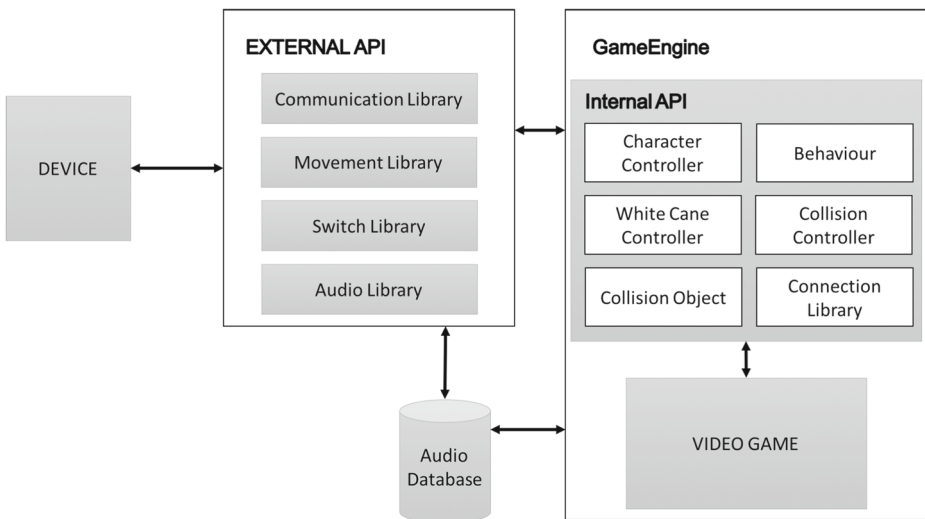 DEVICE
EXTERNAL API
Communication Library
Movement Library
Switch Library
Audio Library
Audio
Database
GameEngine
Internal API
Character
Controller
Behaviour
White Cane
Controller
Collision
Controller
Collision Object
Connection
Library
VIDEO GAME